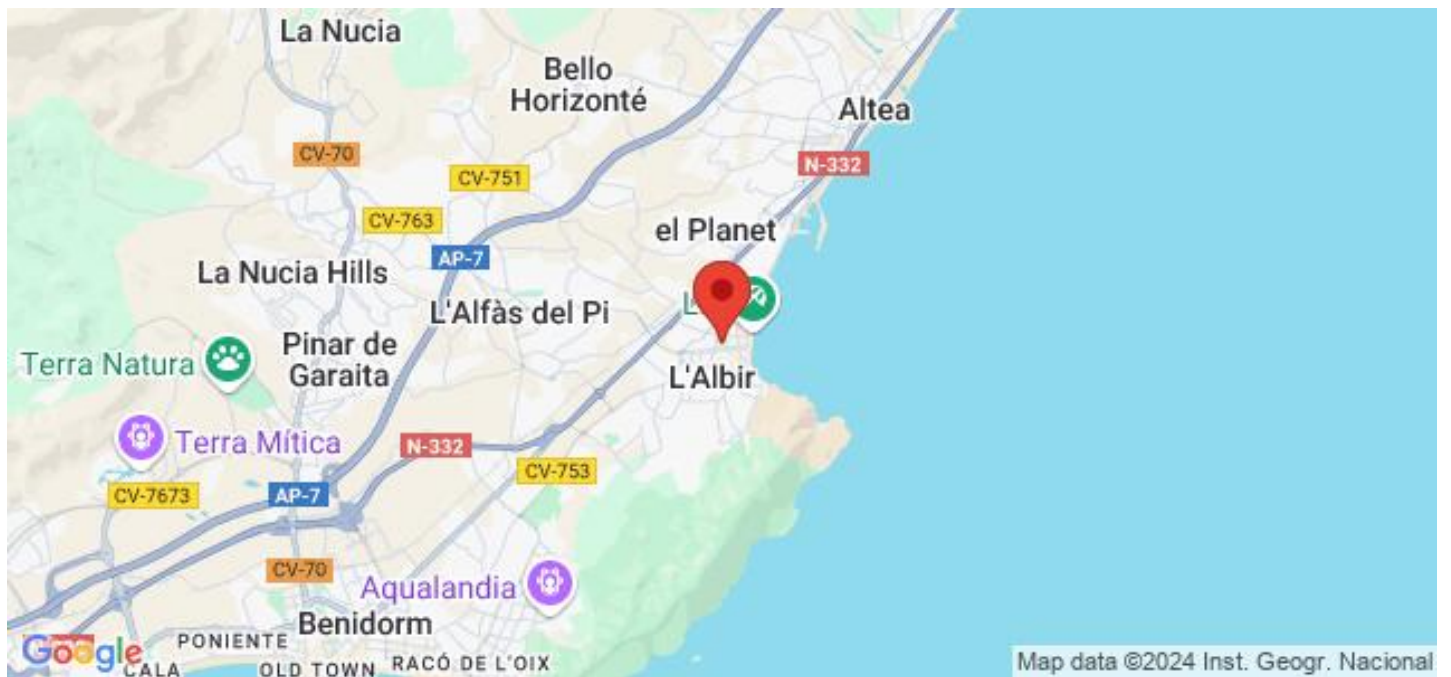 La Nucia
Bello
Horizonté
Altea
CV-70
N-332
CV-751
CV-763
el Planet
AP-7
La Nucia Hills
L'Alfàs del Pi
Pinar de
Garaita
Terra Natura
L'Albir
Terra Mítica
N-332
CV-753
CV-7673
AP-7
CV-70
Aqualandia
Benidorm
PONIENTE
Google
CALA
OLD TOWN
RACÓ DE L'OIX
Map data ©2024 Inst. Geogr. Nacional